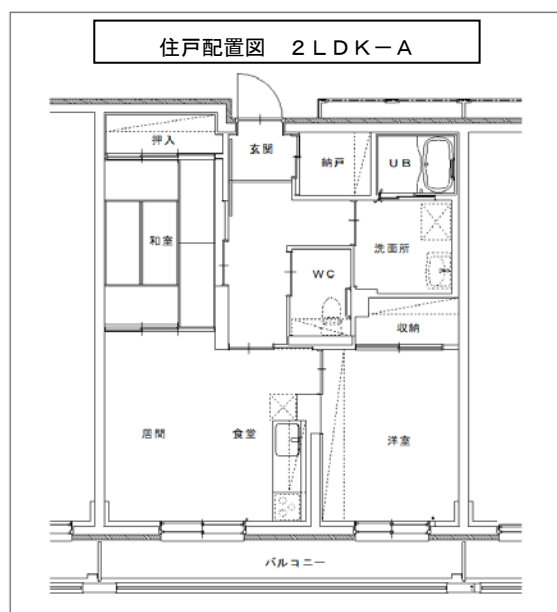 住戸配置図　２ＬＤＫ－Ａ
押入
玄関
納戸
ＵＢ
和室
洗面所
ＷＣ
収納
居間
食堂
洋室
バルコニー